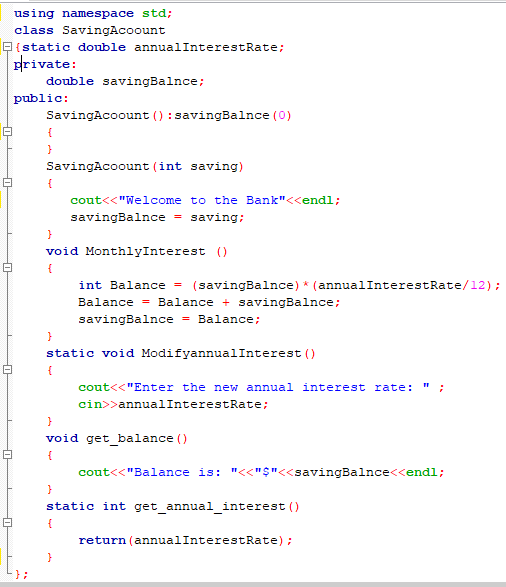 using namespace std;
class SavingAcoount
{static double annualInterestRate;
private:
    double savingBalnce;
public:
    SavingAcoount():savingBalnce(0)
    {
    }
    SavingAcoount(int saving)
    {
       cout<<"Welcome to the Bank"<<endl;
       savingBalnce = saving;
    }
    void MonthlyInterest ()
    {
        int Balance = (savingBalnce)*(annualInterestRate/12);
        Balance = Balance + savingBalnce;
        savingBalnce = Balance;
    }
    static void ModifyannualInterest()
    {
        cout<<"Enter the new annual interest rate: " ;
        cin>>annualInterestRate;
    }
    void get_balance()
    {
        cout<<"Balance is: "<<"$"<<savingBalnce<<endl;
    }
    static int get_annual_interest()
    {
        return(annualInterestRate);
    }
};